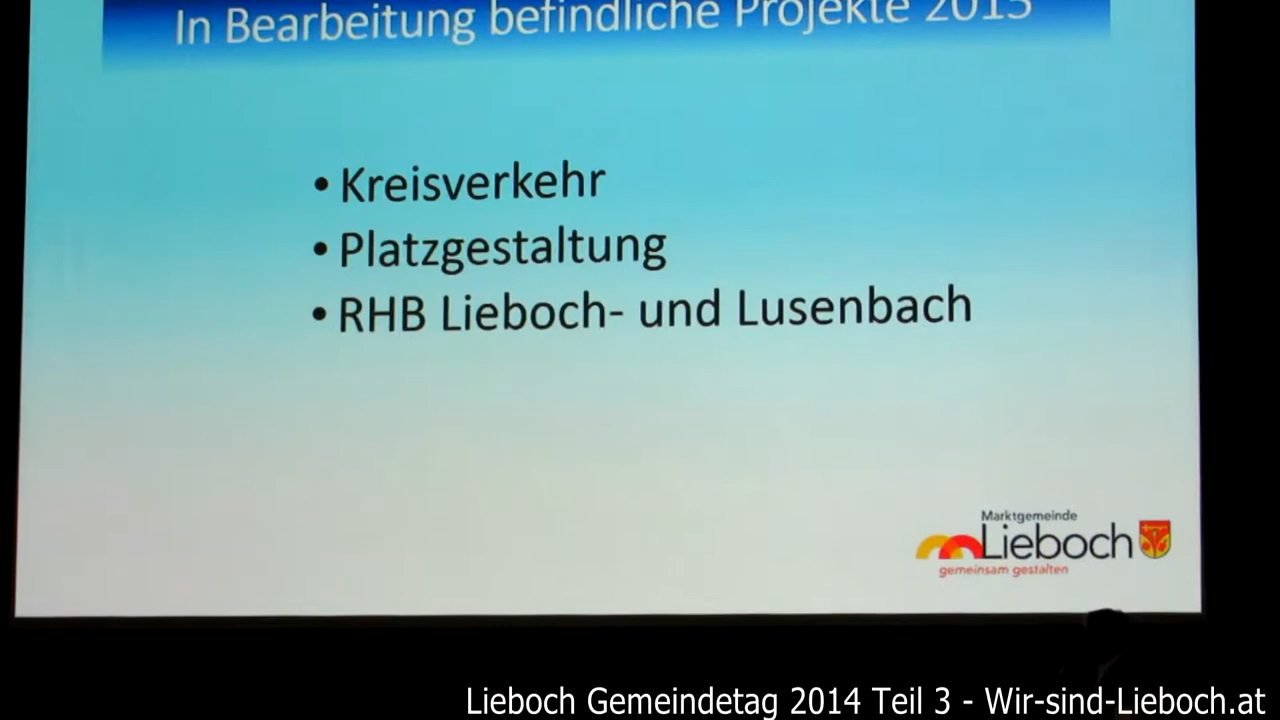 In Bearbeitung befindliche Projekte 2015
• Kreisverkehr
• Platzgestaltung
• RHB Lieboch- und Lusenbach
Marktgemeinde
Lieboch
gemeinsam gestalten
Lieboch Gemeindetag 2014 Teil 3 - Wir-sind-Lieboch.at